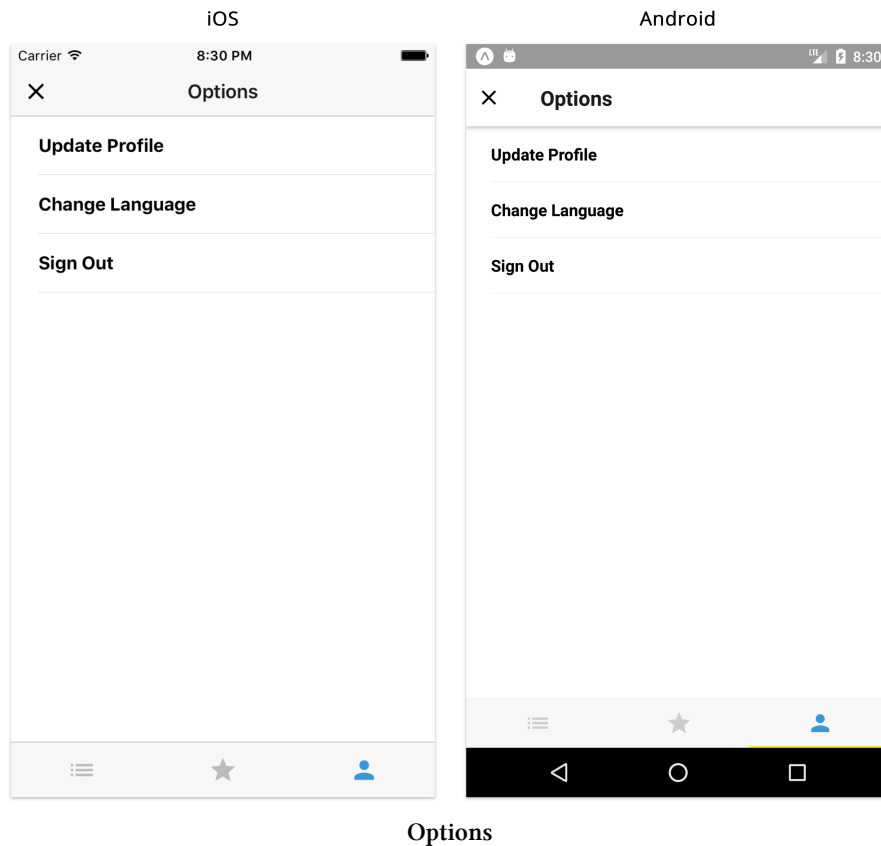 iOS
Carrier
8:30 PM
Options
Update Profile
Change Language
Sign Out
Android
LTE
8:30
Options
Update Profile
Change Language
Sign Out
Options